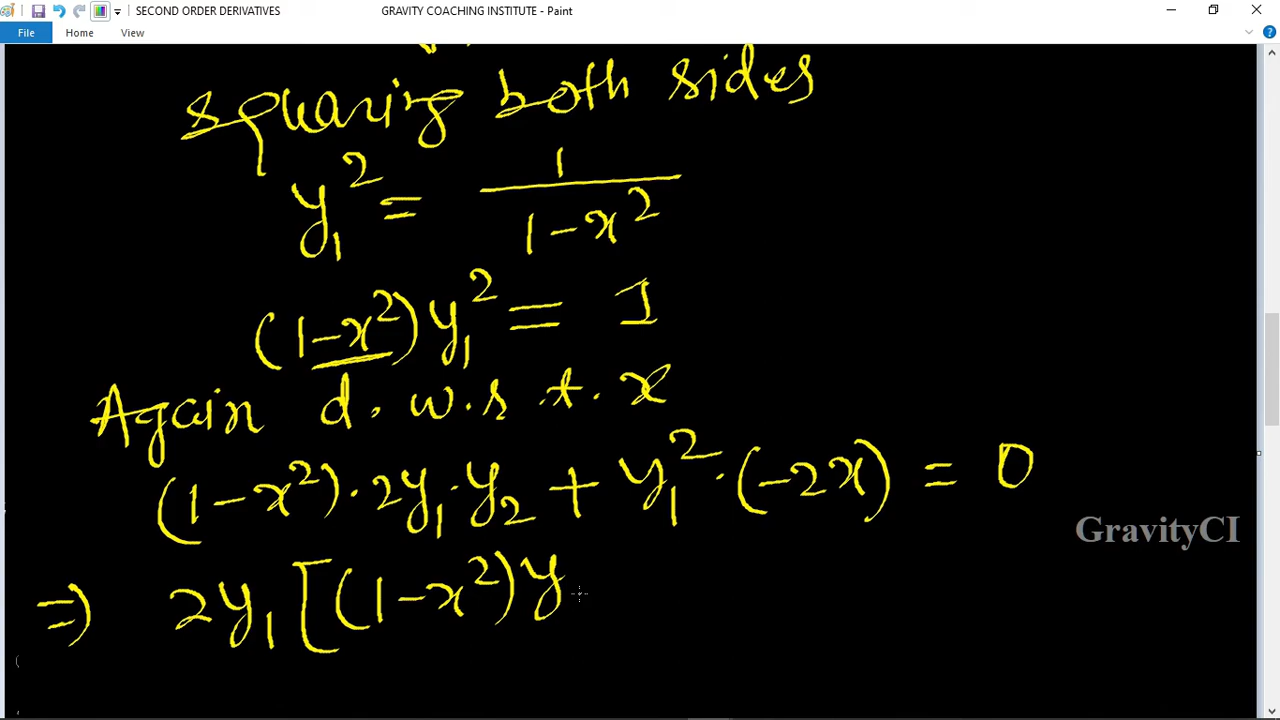 SECOND ORDER DERIVATIVES GRAVITY COACHING INSTITUTE - Paint
File Home View
squaring both sides
y₁² = 1/(1-x²)
(1-x²)y₁² = 1
Again d.w.r.t.x
(1-x²)·2y₁·y₂ + y₁²·(-2x) = 0
GravityCI
=) 2y₁[(1-x²)y